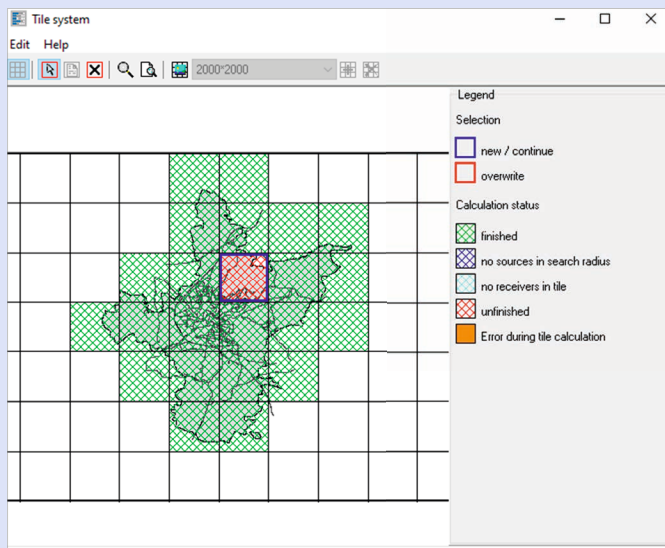 Tile system
Edit Help
2000*2000
Legend
Selection
new / continue
overwrite
Calculation status
finished
no sources in search radius
no receivers in tile
unfinished
Error during tile calculation